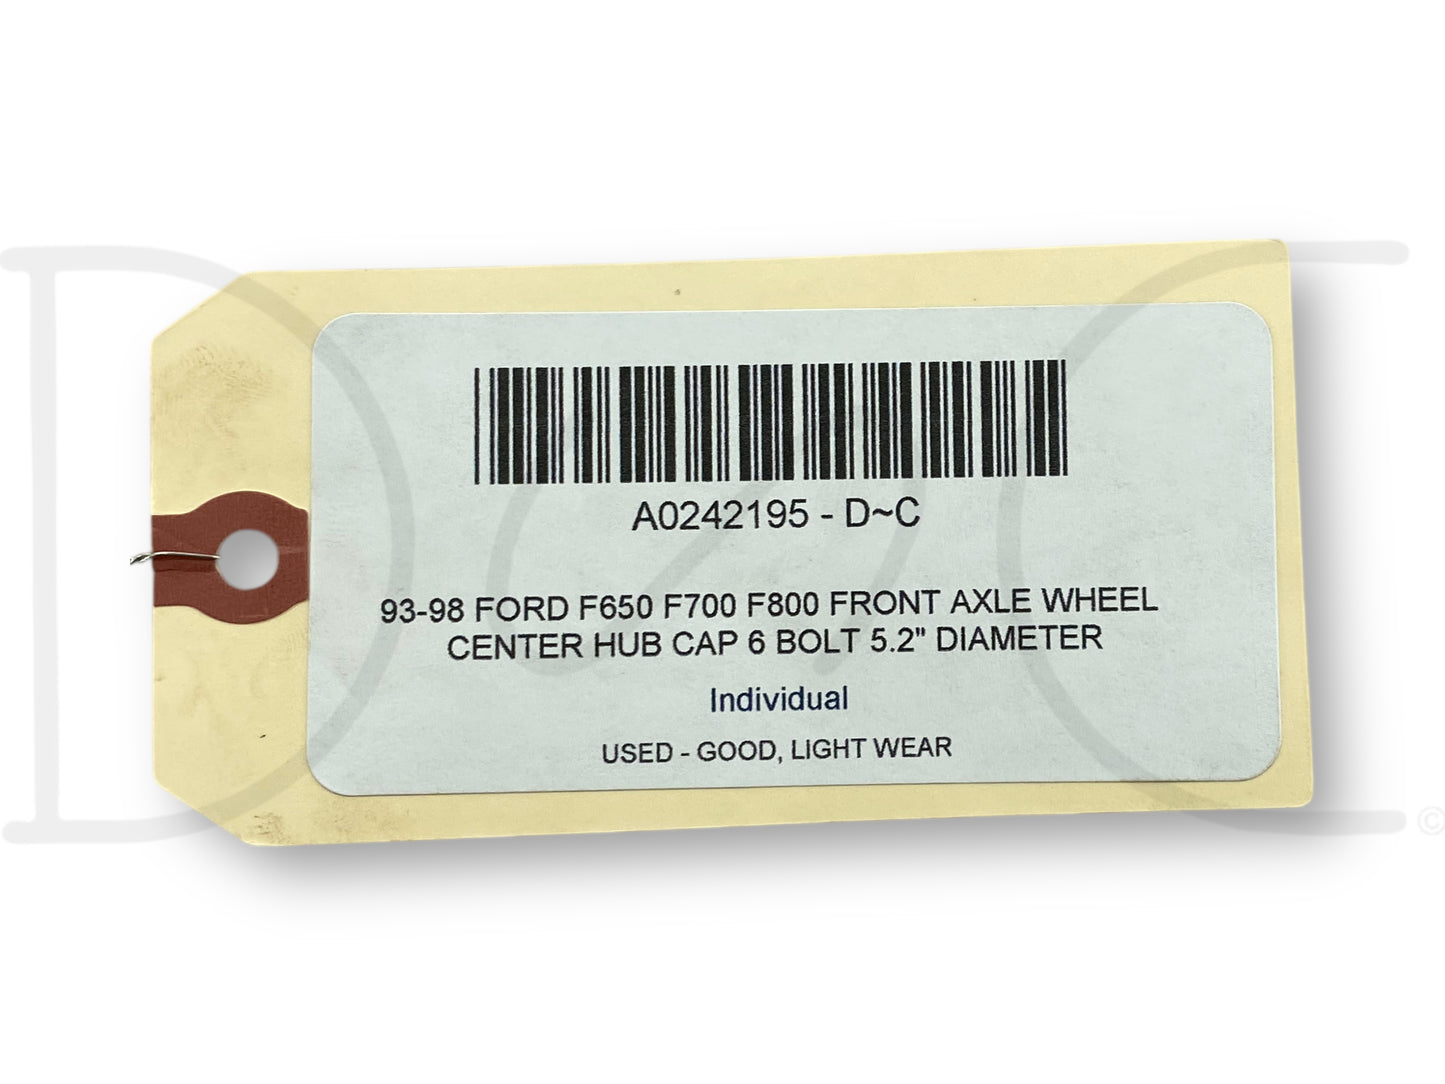 A0242195 - D~C
93-98 FORD F650 F700 F800 FRONT AXLE WHEEL
CENTER HUB CAP 6 BOLT 5.2" DIAMETER
Individual
USED - GOOD, LIGHT WEAR
D~C ©